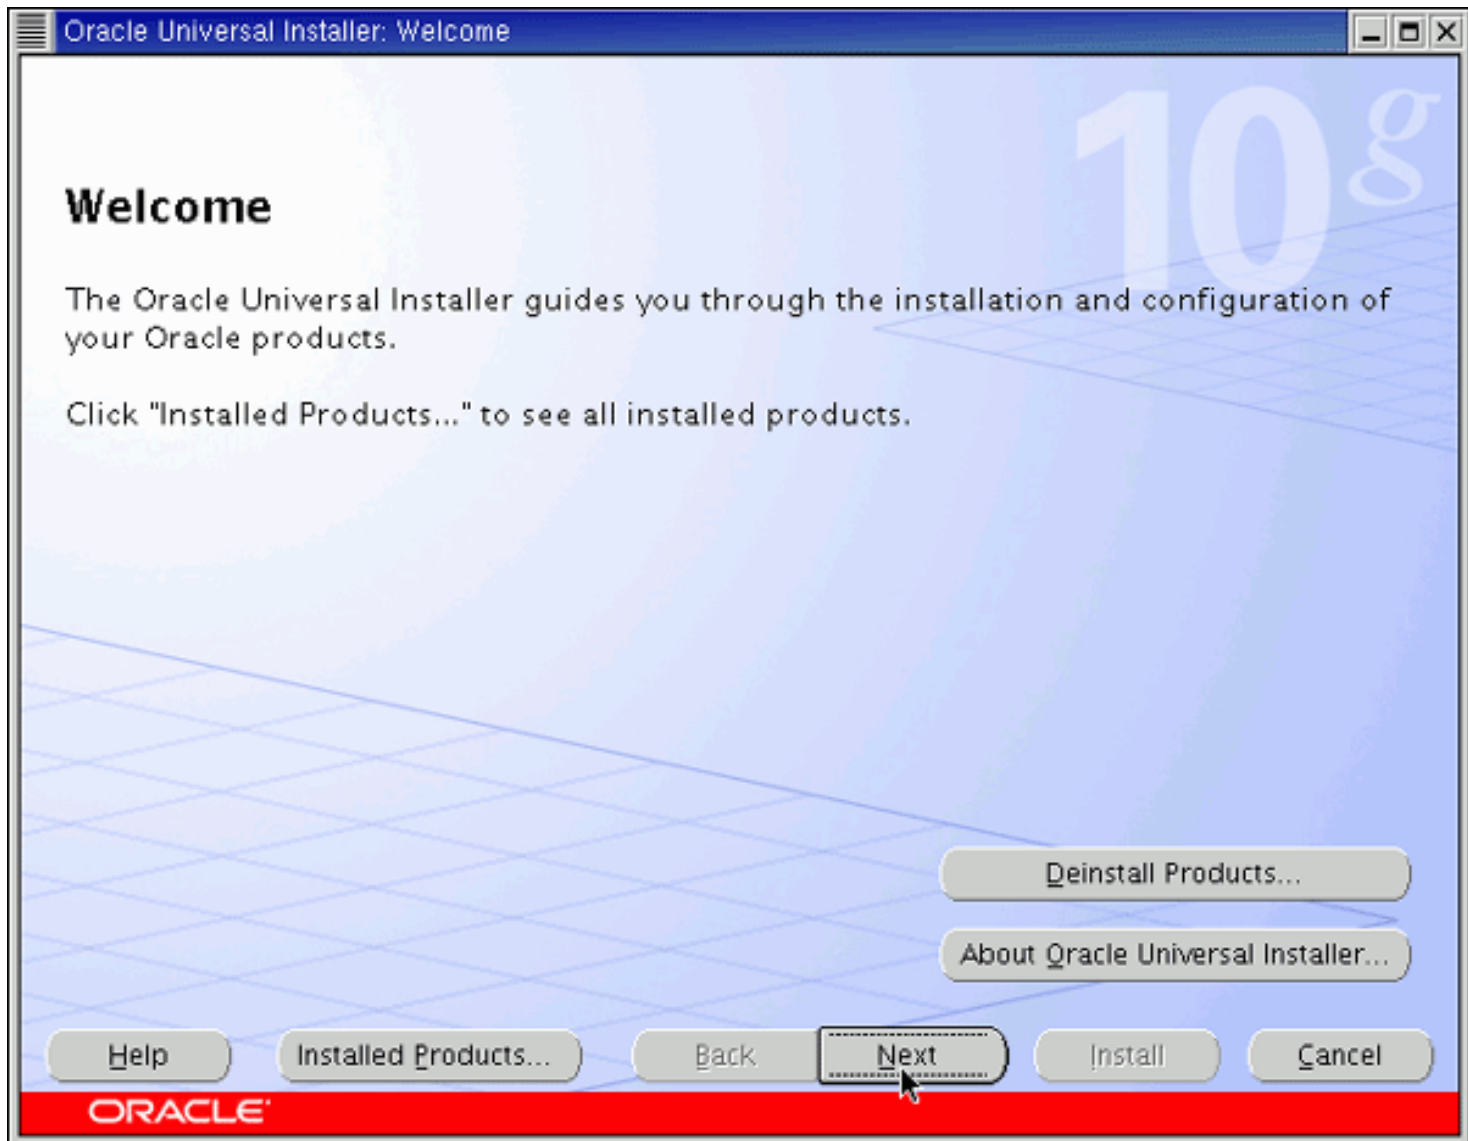 Oracle Universal Installer: Welcome
10g
Welcome
The Oracle Universal Installer guides you through the installation and configuration of
your Oracle products.
Click "Installed Products..." to see all installed products.
Deinstall Products...
About Oracle Universal Installer...
Help Installed Products... Back Next Install Cancel
ORACLE